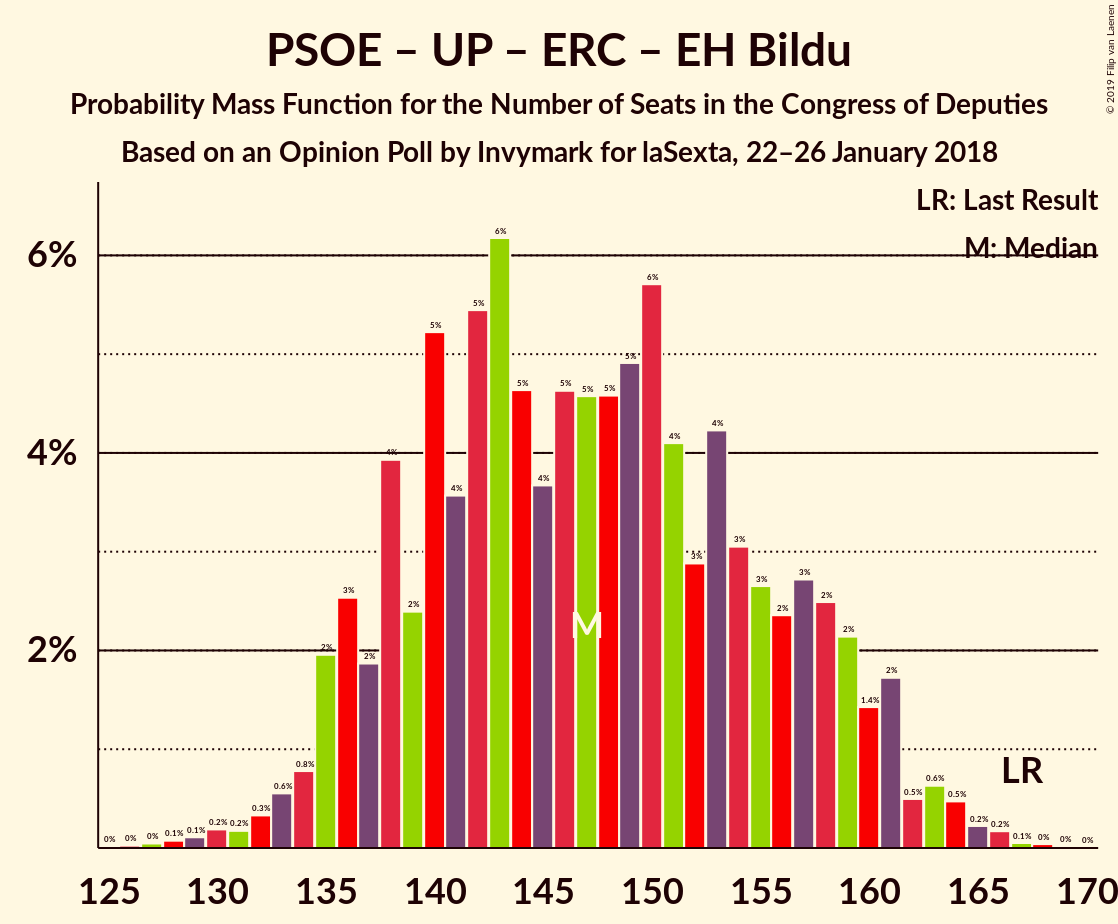 PSOE – UP – ERC – EH Bildu
Probability Mass Function for the Number of Seats in the Congress of Deputies
Based on an Opinion Poll by Invymark for laSexta, 22–26 January 2018
© 2019 Filip van Laenen
LR: Last Result
M: Median
6%
4%
2%
0% 0% 0% 0.1% 0.1% 0.2% 0.2% 0.3% 0.6% 0.8% 2% 3% 2% 4% 2% 5% 4% 5% 6% 5% 4% 5% 5% 5% 5% 6% 4% 3% 4% 3% 3% 2% 3% 2% 2% 1.4% 2% 0.5% 0.6% 0.5% 0.2% 0.2% 0.1% 0% 0% 0%
M
LR
125 130 135 140 145 150 155 160 165 170